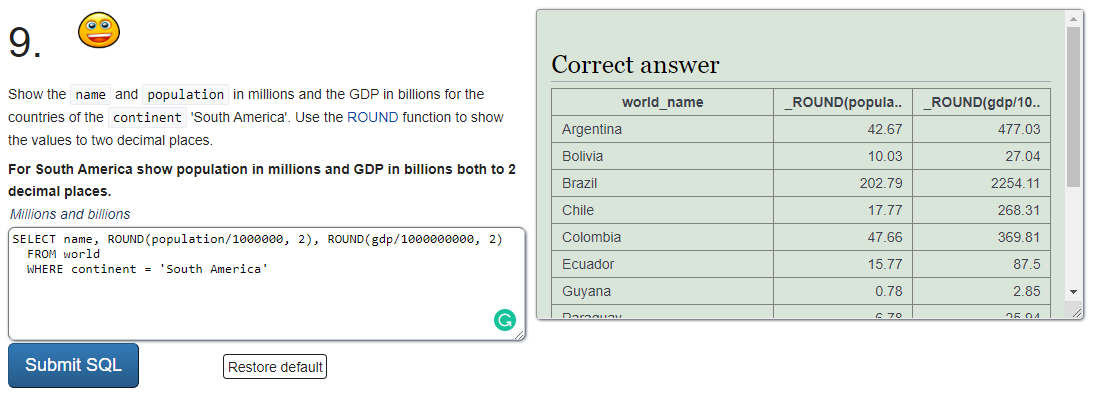 9.
Show the name and population in millions and the GDP in billions for the
countries of the continent 'South America'. Use the ROUND function to show
the values to two decimal places.
For South America show population in millions and GDP in billions both to 2
decimal places.
Millions and billions
SELECT name, ROUND(population/1000000, 2), ROUND(gdp/1000000000, 2)
FROM world
WHERE continent = 'South America'
Submit SQL
Restore default
Correct answer
world_name _ROUND(popula.. _ROUND(gdp/10..
Argentina 42.67 477.03
Bolivia 10.03 27.04
Brazil 202.79 2254.11
Chile 17.77 268.31
Colombia 47.66 369.81
Ecuador 15.77 87.5
Guyana 0.78 2.85
Paraguay 6.78 25.94